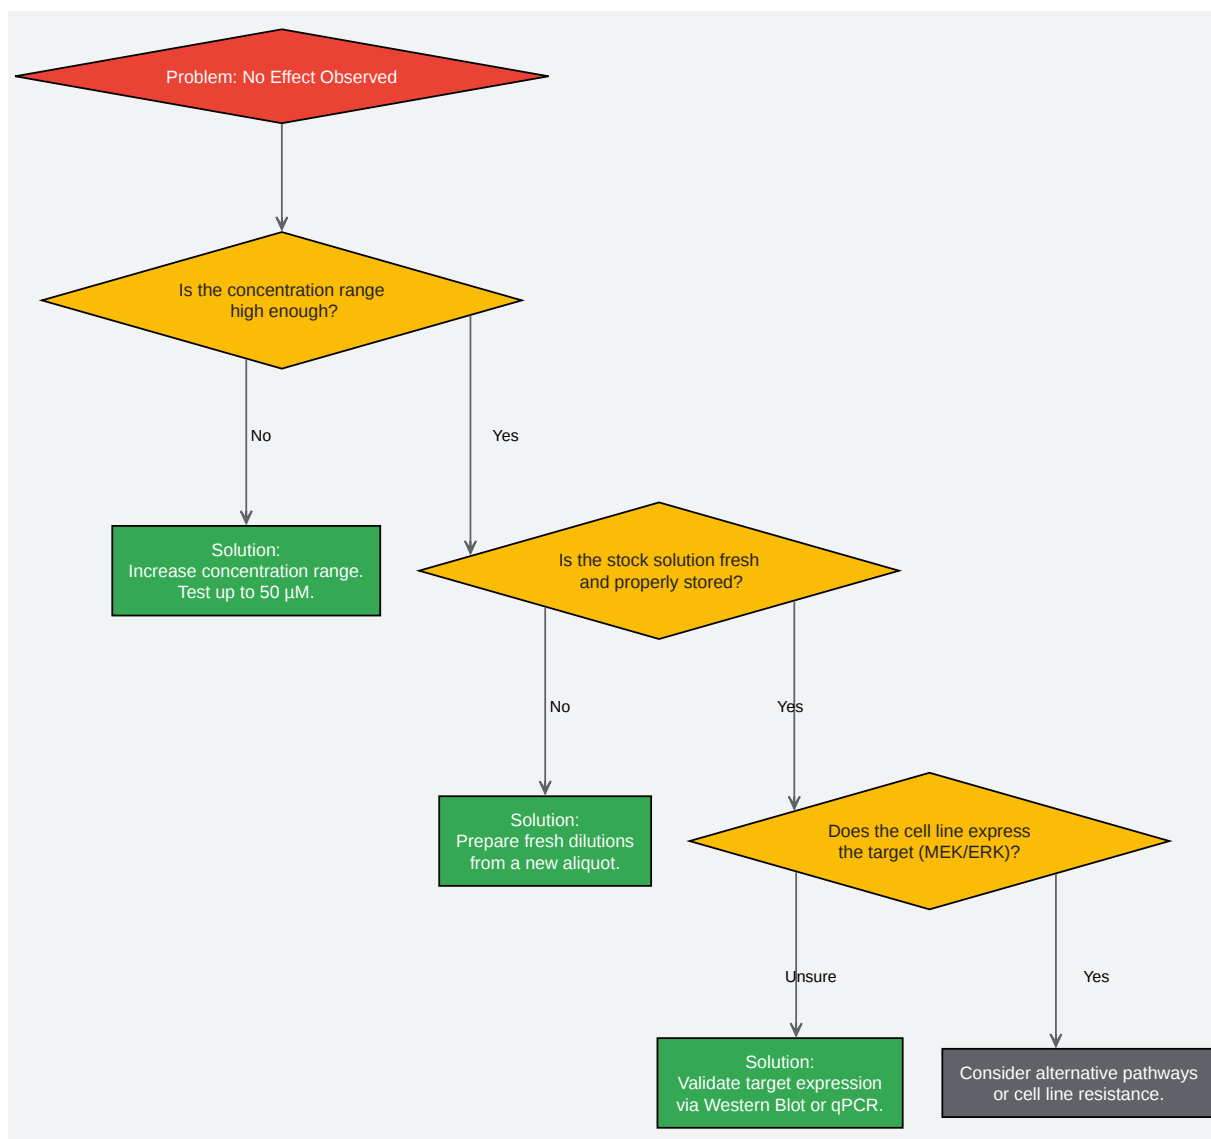 Problem: No Effect Observed
Is the concentration range
high enough?
No
Yes
Solution:
Increase concentration range.
Test up to 50 µM.
Is the stock solution fresh
and properly stored?
No
Yes
Solution:
Prepare fresh dilutions
from a new aliquot.
Does the cell line express
the target (MEK/ERK)?
Unsure
Yes
Solution:
Validate target expression
via Western Blot or qPCR.
Consider alternative pathways
or cell line resistance.